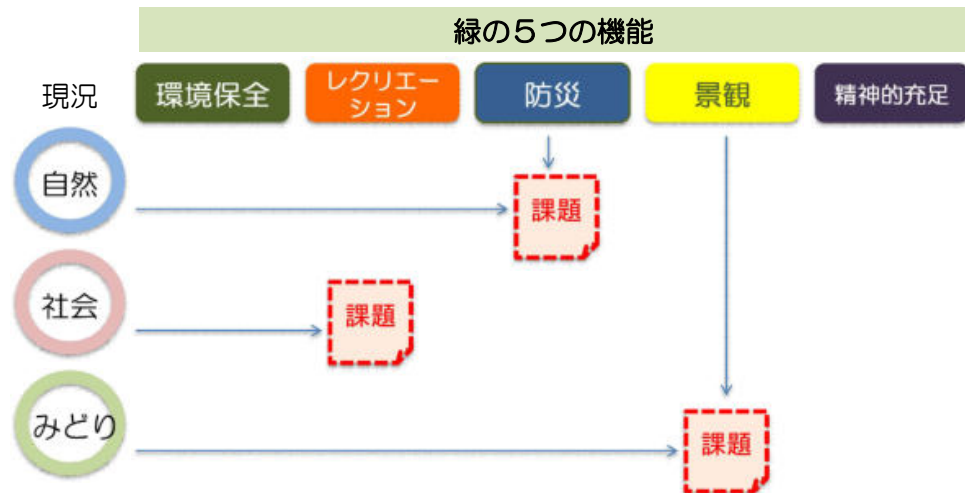 緑の５つの機能
現況
環境保全
レクリエー
ション
防災
景観
精神的充足
自然
課題
社会
課題
みどり
課題